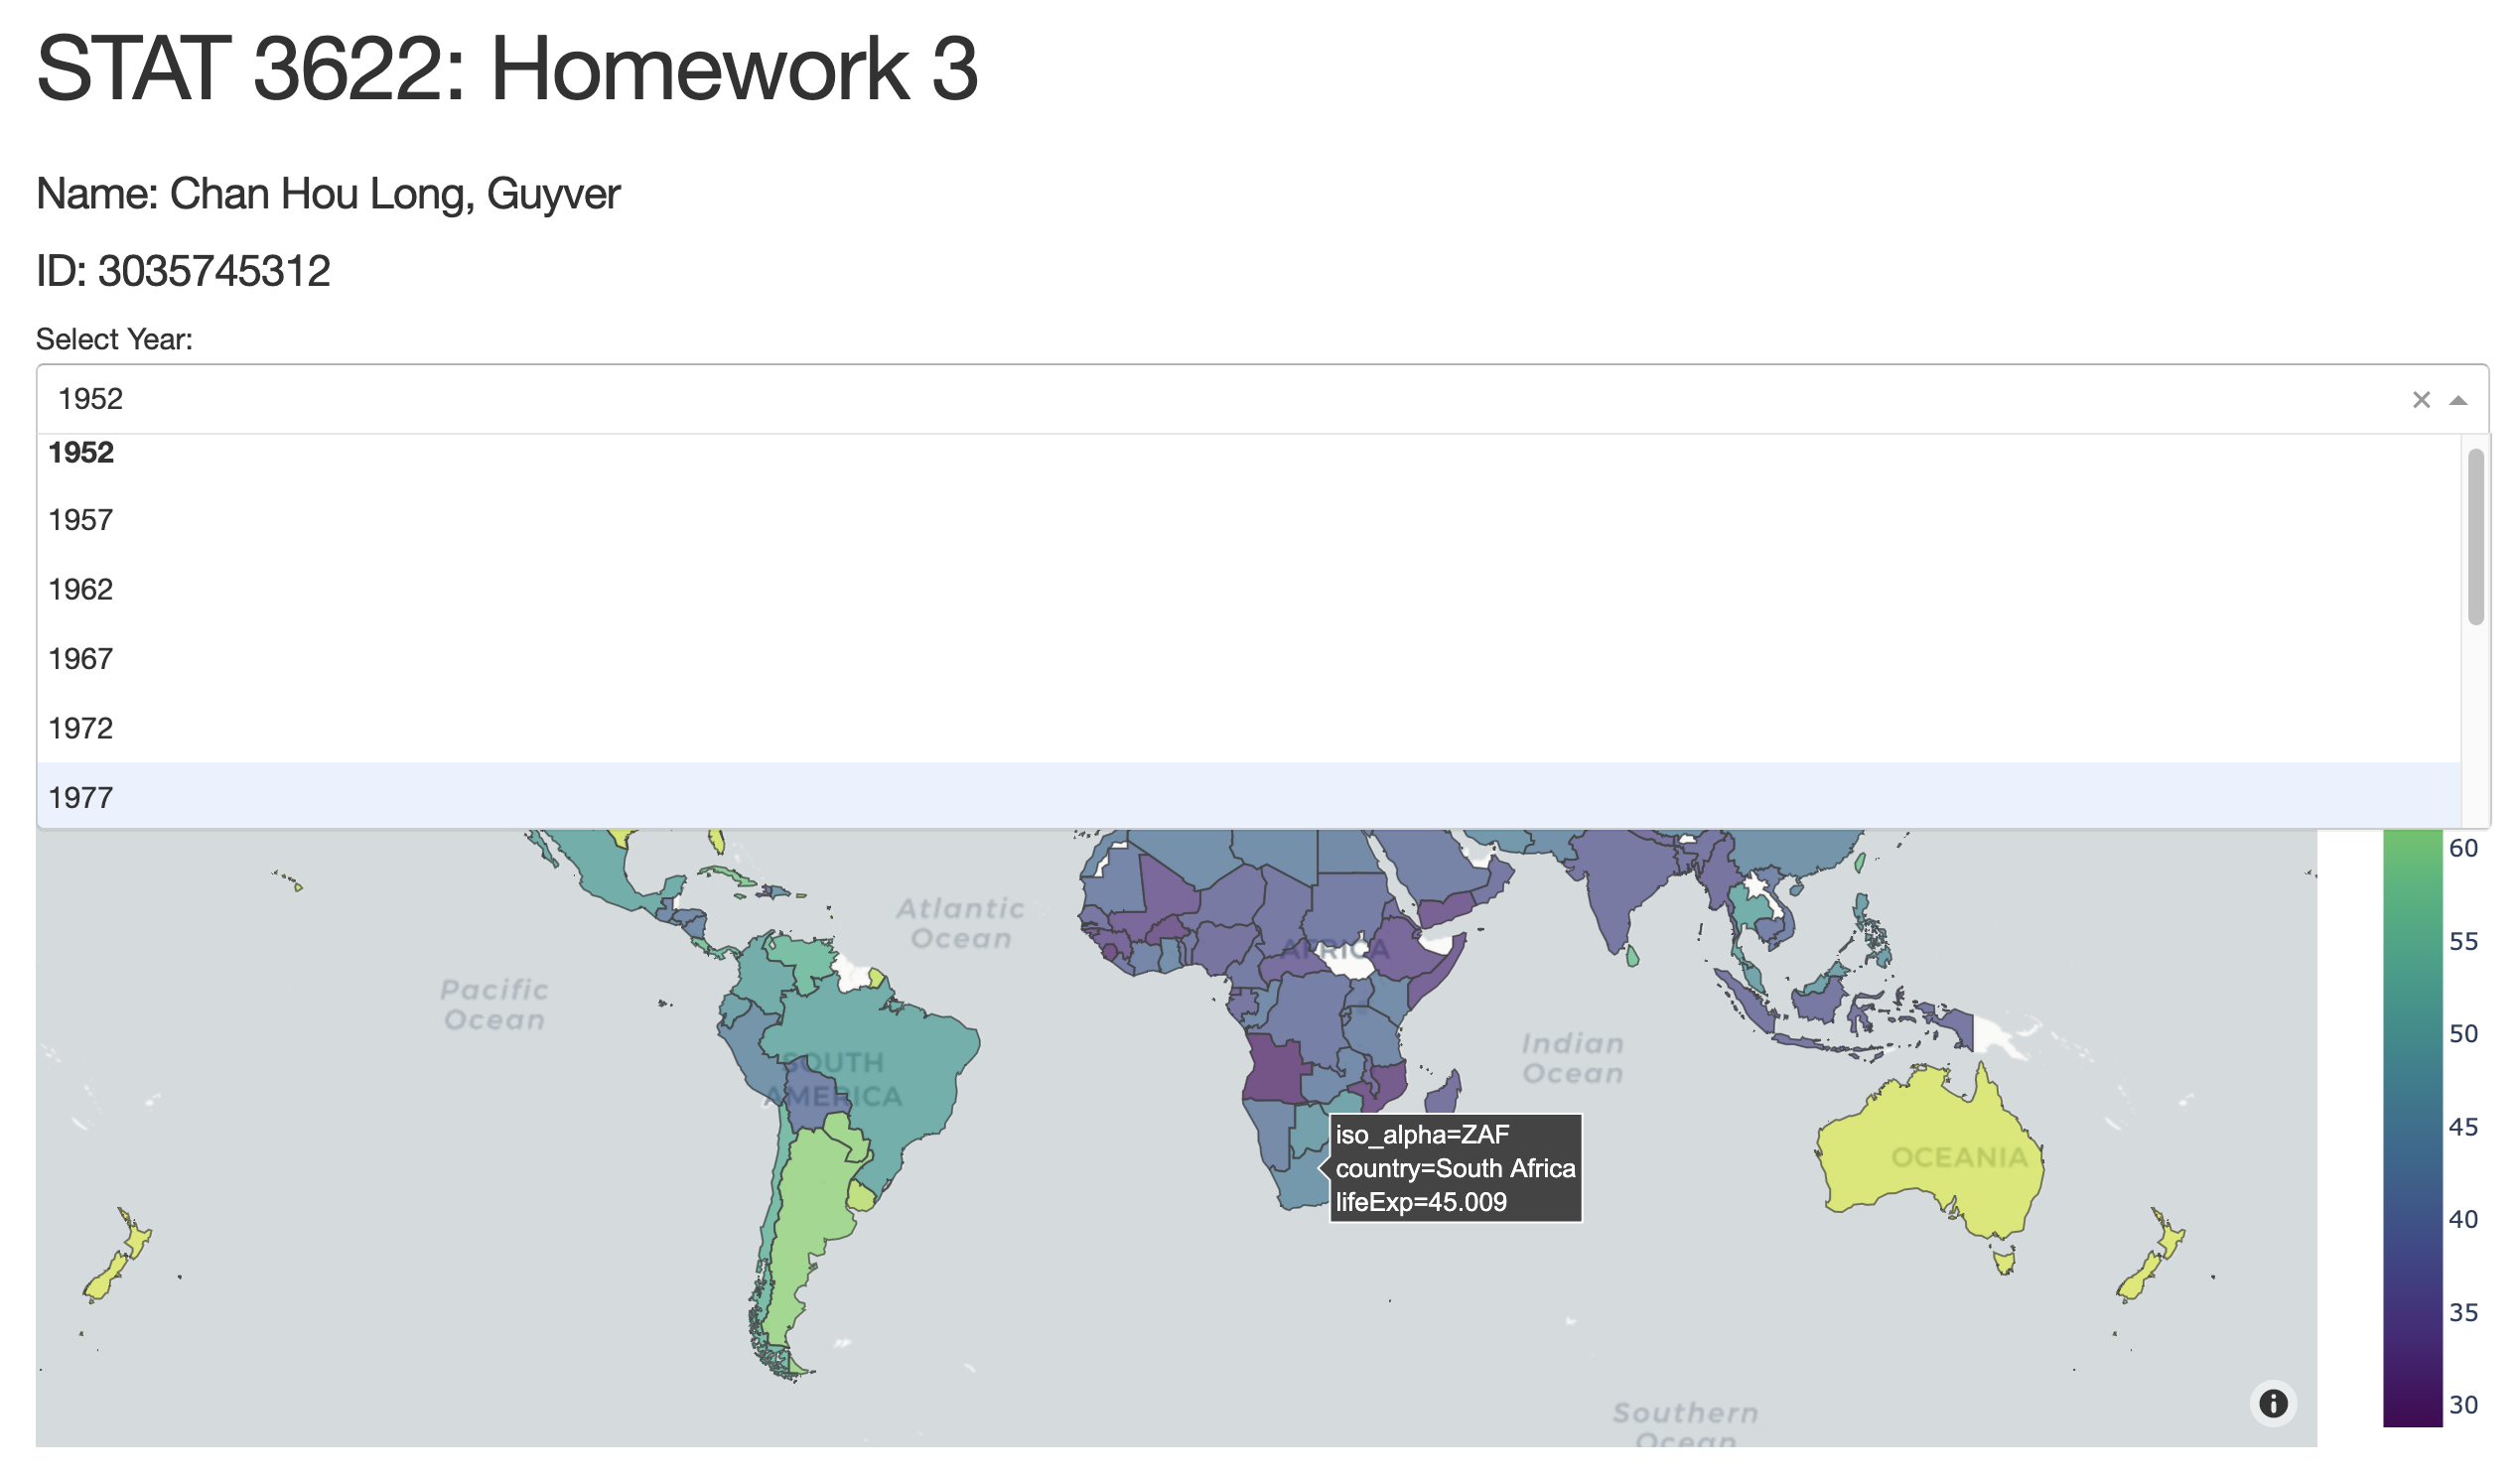 STAT 3622: Homework 3
Name: Chan Hou Long, Guyver
ID: 3035745312
Select Year:
1952
1952
1957
1962
1967
1972
1977
60
55
50
45
40
35
30
Atlantic
Ocean
AFRICA
Pacific
Ocean
Indian
Ocean
SOUTH
AMERICA
iso_alpha=ZAF
country=South Africa
lifeExp=45.009
OCEANIA
Southern
Ocean